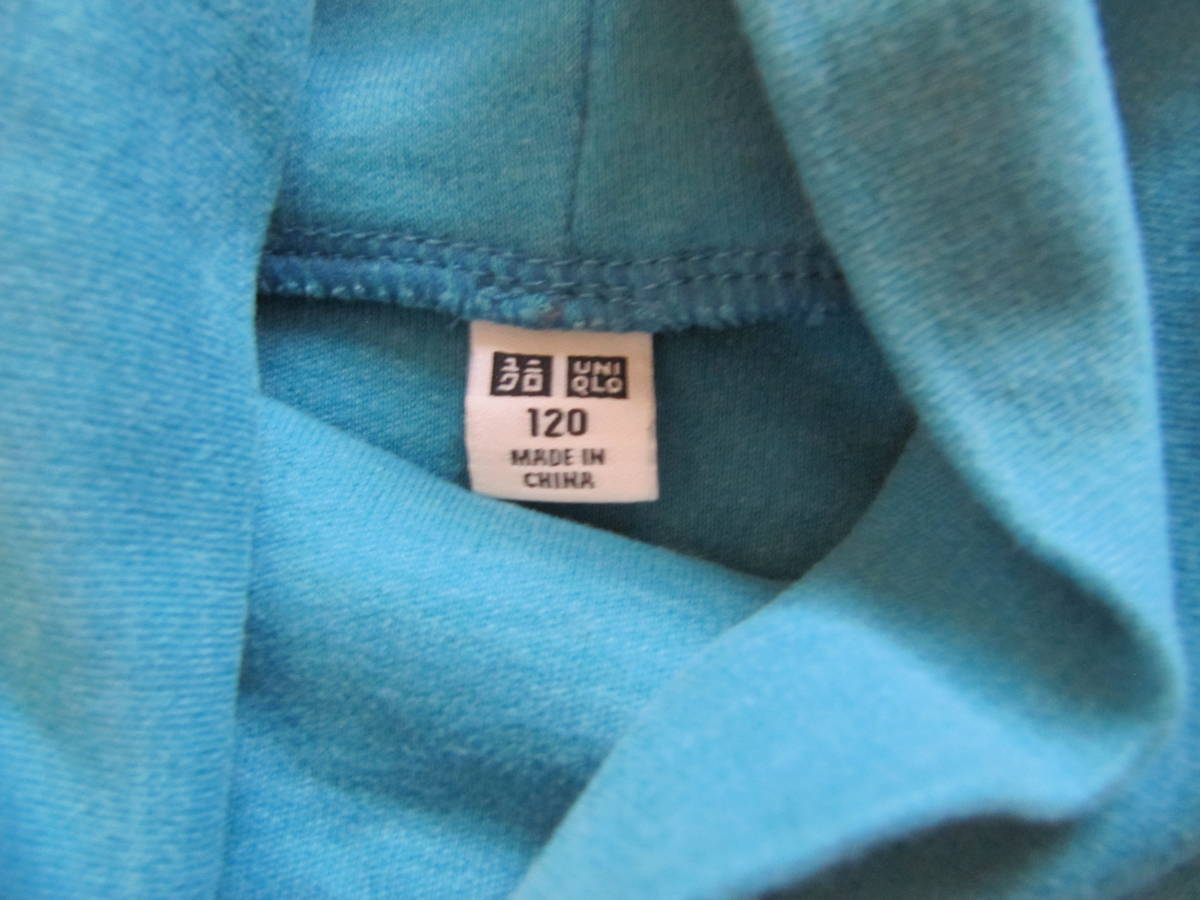 ユニ UNI
クロ QLO
120
MADE IN
CHINA